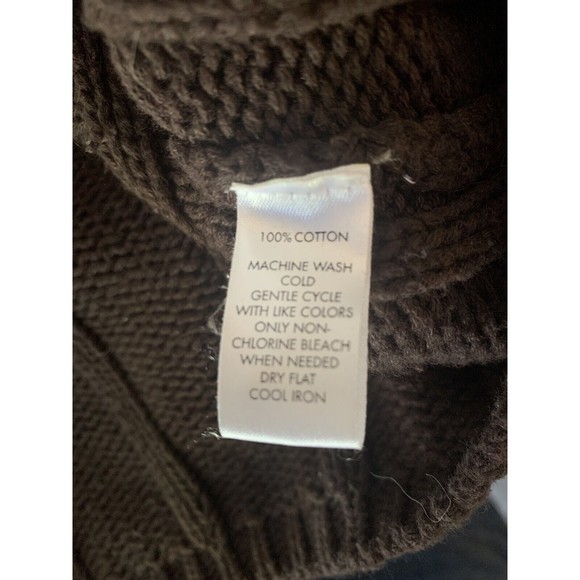 100% COTTON
MACHINE WASH
COLD
GENTLE CYCLE
WITH LIKE COLORS
ONLY NON-
CHLORINE BLEACH
WHEN NEEDED
DRY FLAT
COOL IRON